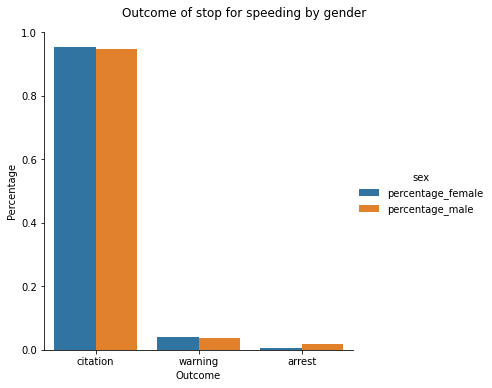 Outcome of stop for speeding by gender
1.0
0.8
0.6
0.4
0.2
0.0
Percentage
citation
warning
arrest
Outcome
sex
percentage_female
percentage_male